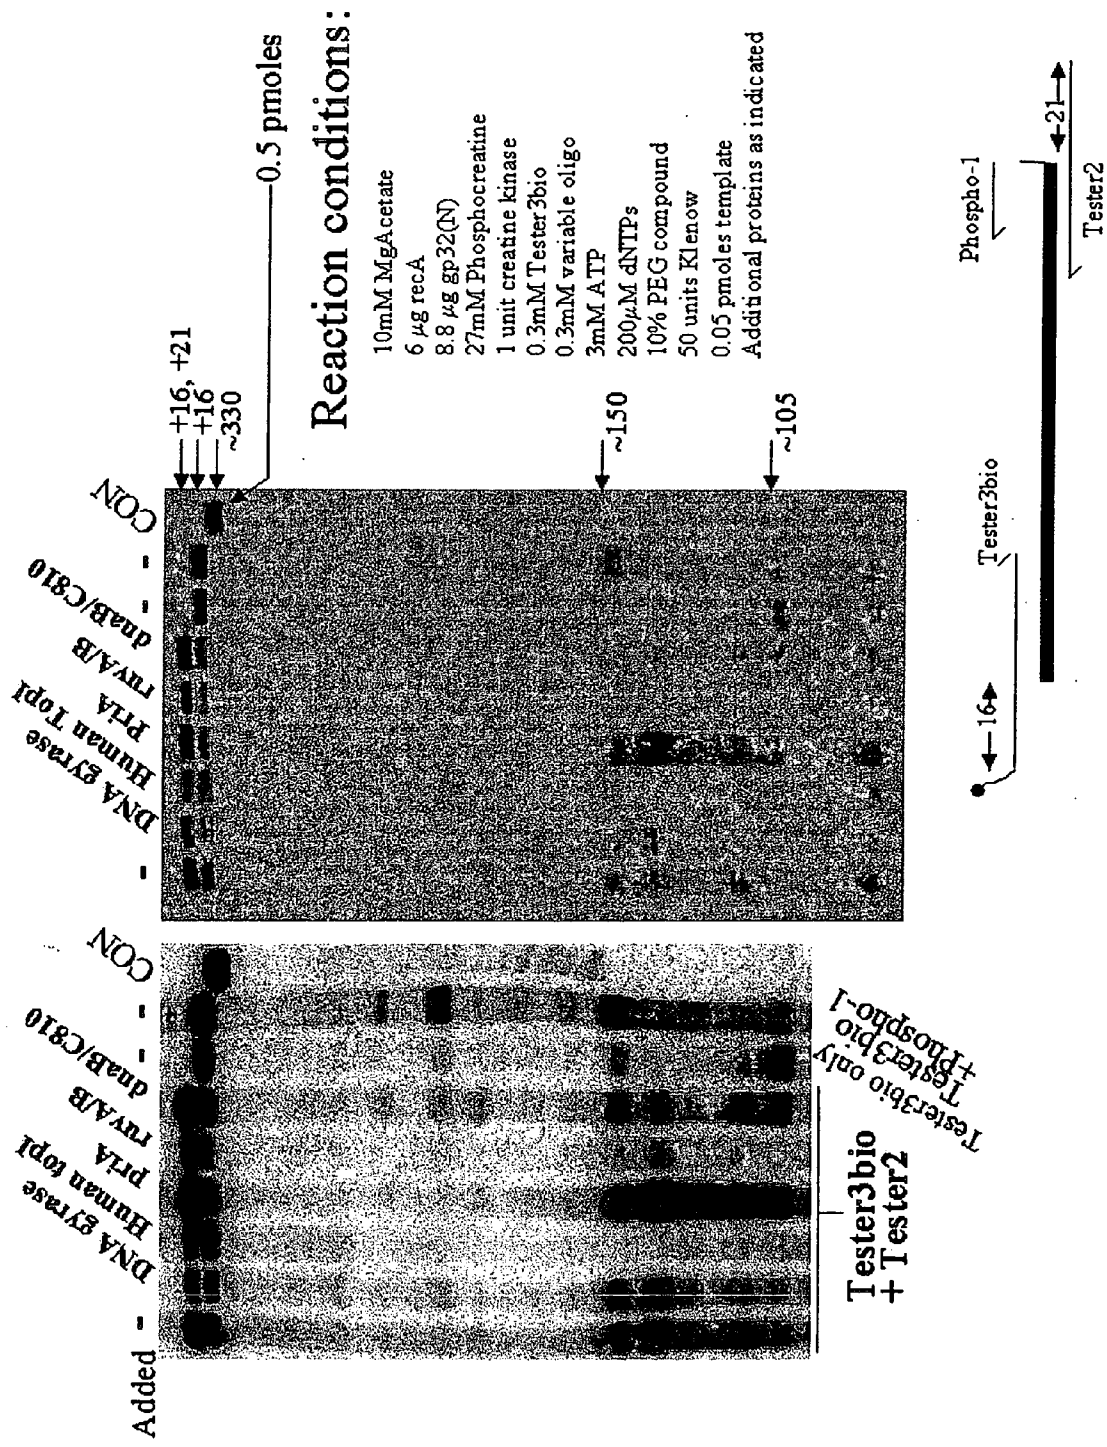 Added
-
DNA gyrase
Human topI
priA
ruvA/B
dnaB/C810
-
-
CON
-
DNA gyrase
Human TopI
PriA
ruvA/B
dnaB/C810
-
-
CON
+16, +21
+16
~330
0.5 pmoles
~150
~105
Tester3bio
+ Tester2
Tester3bio only
Tester3bio
+Phospho-1
Reaction conditions:
10mM MgAcetate
6 µg recA
8.8 µg gp32(N)
27mM Phosphocreatine
1 unit creatine kinase
0.3mM Tester3bio
0.3mM variable oligo
3mM ATP
200µM dNTPs
10% PEG compound
50 units Klenow
0.05 pmoles template
Additional proteins as indicated
16
Tester3bio
Phospho-1
21
Tester2